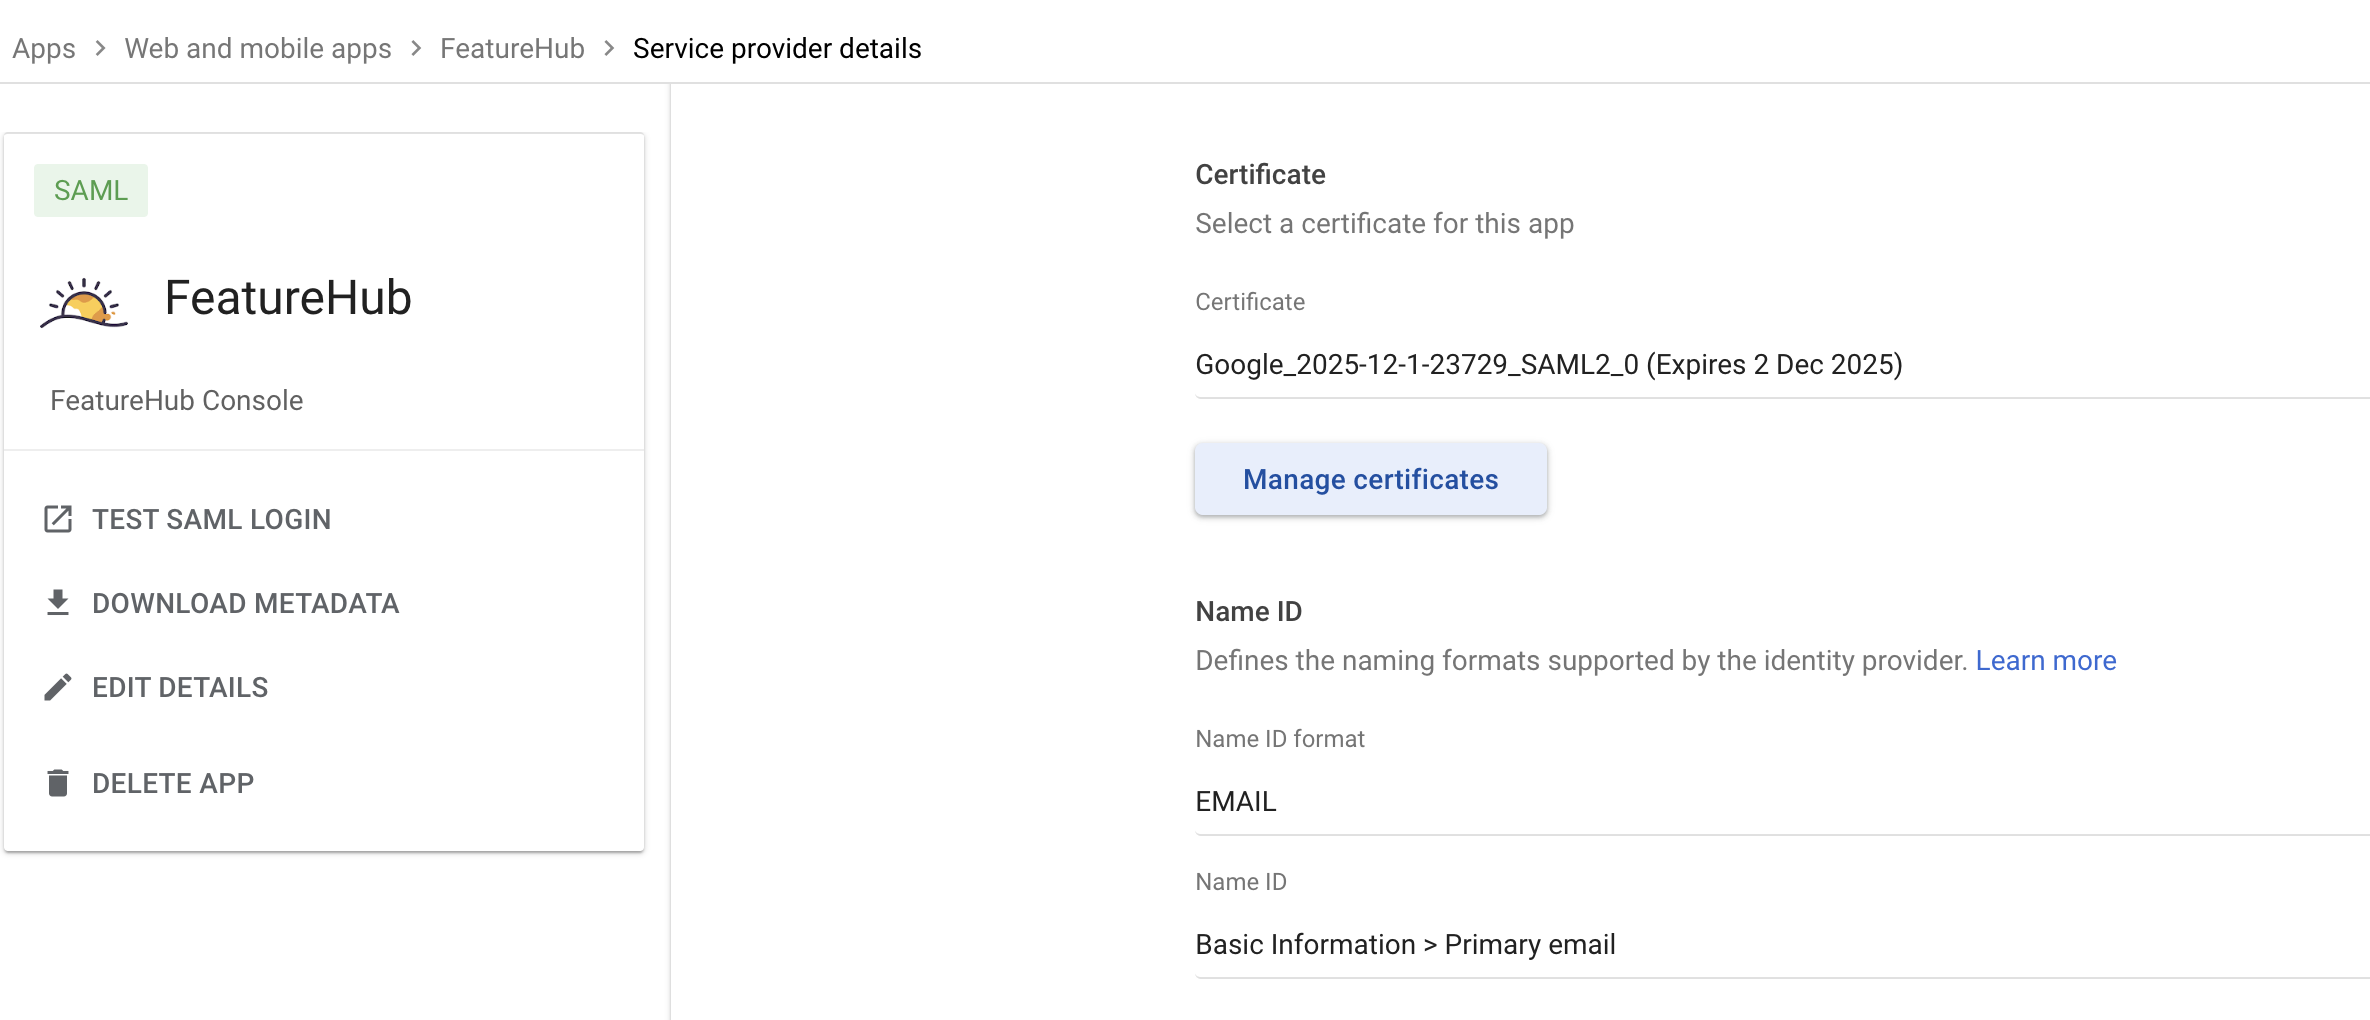 Apps > Web and mobile apps > FeatureHub > Service provider details
SAML
FeatureHub
FeatureHub Console
TEST SAML LOGIN
DOWNLOAD METADATA
EDIT DETAILS
DELETE APP
Certificate
Select a certificate for this app
Certificate
Google_2025-12-1-23729_SAML2_0 (Expires 2 Dec 2025)
Manage certificates
Name ID
Defines the naming formats supported by the identity provider. Learn more
Name ID format
EMAIL
Name ID
Basic Information > Primary email